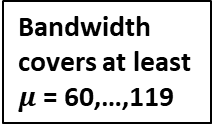 Bandwidth
covers at least
𝝁 = 60,...,119